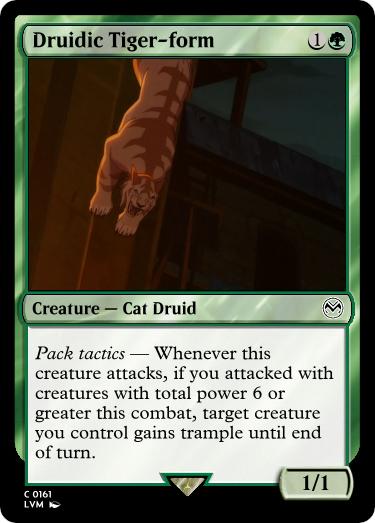 Druidic Tiger-form 1
Creature — Cat Druid
Pack tactics — Whenever this
creature attacks, if you attacked with
creatures with total power 6 or
greater this combat, target creature
you control gains trample until end
of turn.
1/1
C 0161
LVM